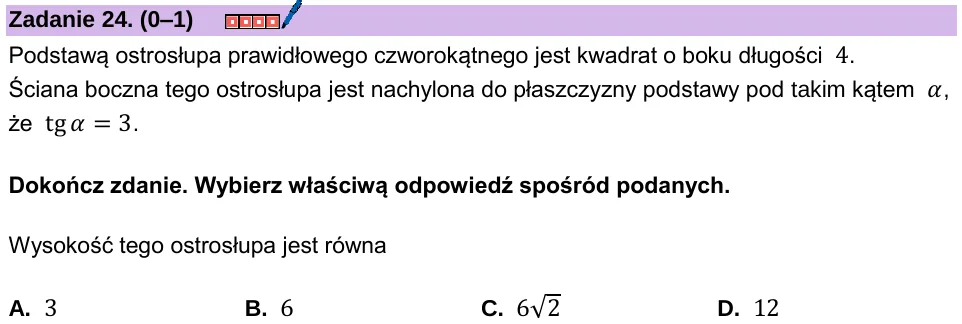 Zadanie 24. (0–1)
Podstawą ostrosłupa prawidłowego czworokątnego jest kwadrat o boku długości 4.
Ściana boczna tego ostrosłupa jest nachylona do płaszczyzny podstawy pod takim kątem α,
że tg α = 3.
Dokończ zdanie. Wybierz właściwą odpowiedź spośród podanych.
Wysokość tego ostrosłupa jest równa
A. 3 B. 6 C. 6√2 D. 12